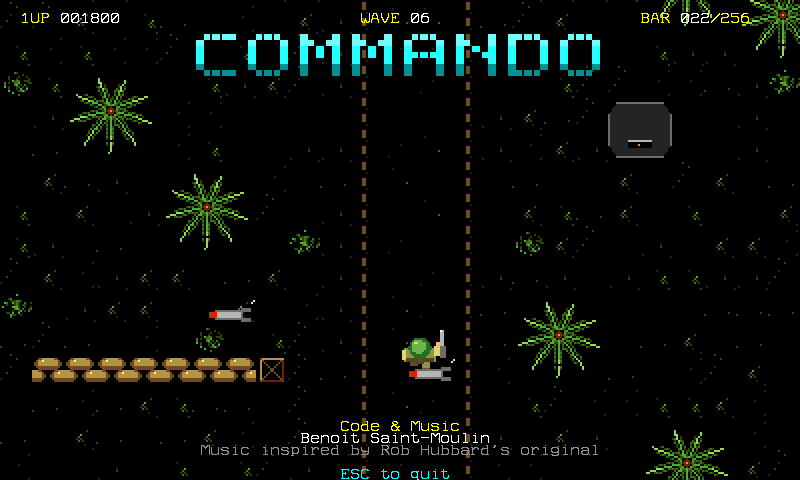 1UP 001800 WAVE 06 BAR 022/256
COMMANDO
Code & Music
Benoit Saint-Moulin
Music inspired by Rob Hubbard's original
ESC to quit